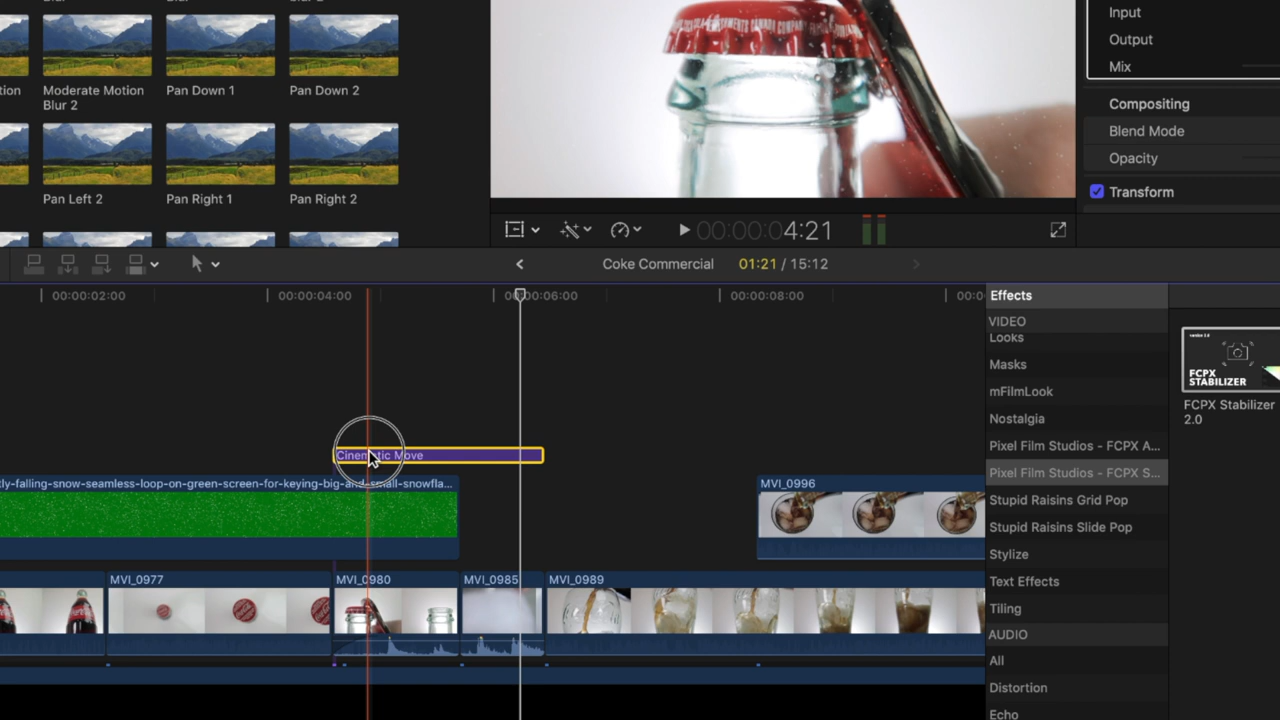 Moderate Motion
Blur 2
Pan Down 1
Pan Down 2
Pan Left 2
Pan Right 1
Pan Right 2
Input
Output
Mix
Compositing
Blend Mode
Opacity
Transform
00:00:00:04:21
Coke Commercial
01:21 / 15:12
00:00:02:00
00:00:04:00
00:00:06:00
00:00:08:00
Effects
VIDEO
Looks
Masks
mFilmLook
Nostalgia
Pixel Film Studios - FCPX A...
Pixel Film Studios - FCPX S...
Stupid Raisins Grid Pop
Stupid Raisins Slide Pop
Stylize
Text Effects
Tiling
AUDIO
All
Distortion
Echo
FCPX
STABILIZER
FCPX Stabilizer
2.0
Cinematic Move
tly-falling-snow-seamless-loop-on-green-screen-for-keying-big-and-small-snowfla...
MVI_0996
MVI_0977
MVI_0980
MVI_0985
MVI_0989